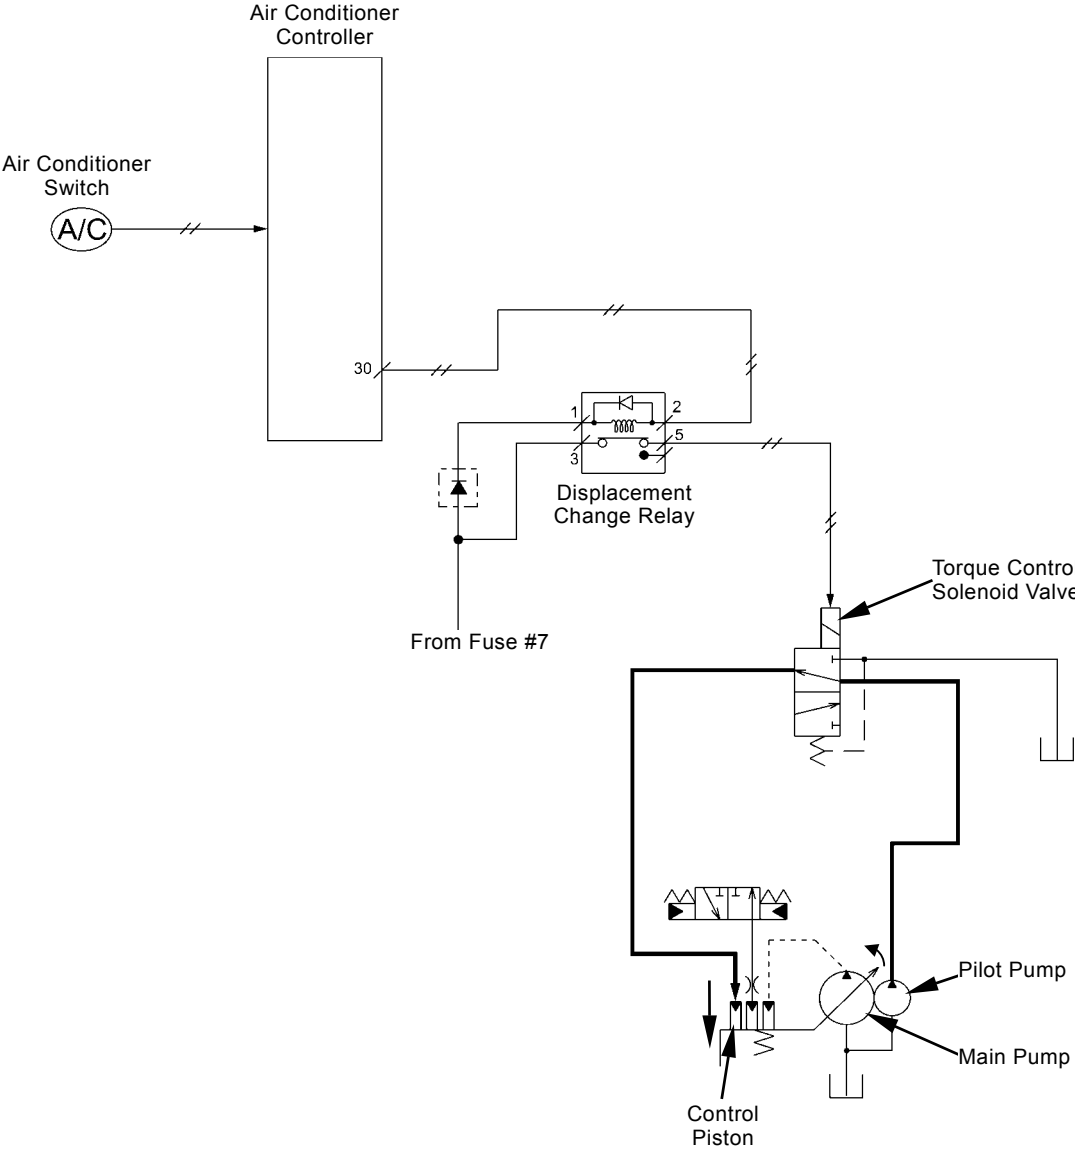 Air Conditioner
Controller
Air Conditioner
Switch
A/C
30
1
2
3
5
Displacement
Change Relay
Torque Contro
Solenoid Valve
From Fuse #7
Pilot Pump
Main Pump
Control
Piston